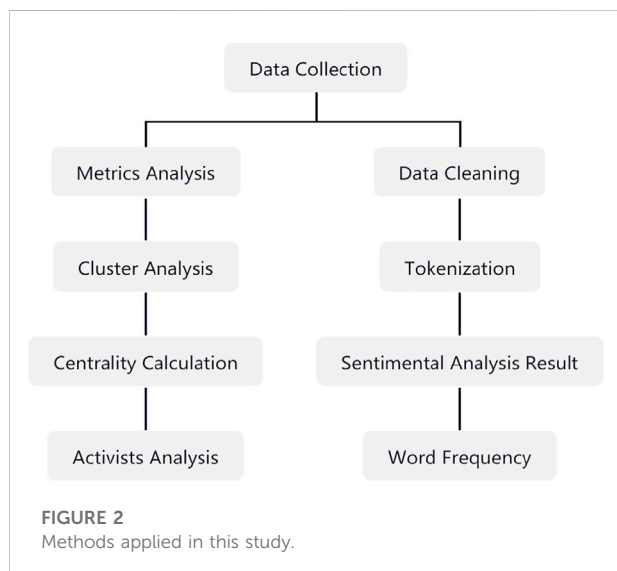 Data Collection
Metrics Analysis
Data Cleaning
Cluster Analysis
Tokenization
Centrality Calculation
Sentimental Analysis Result
Activists Analysis
Word Frequency
FIGURE 2
Methods applied in this study.